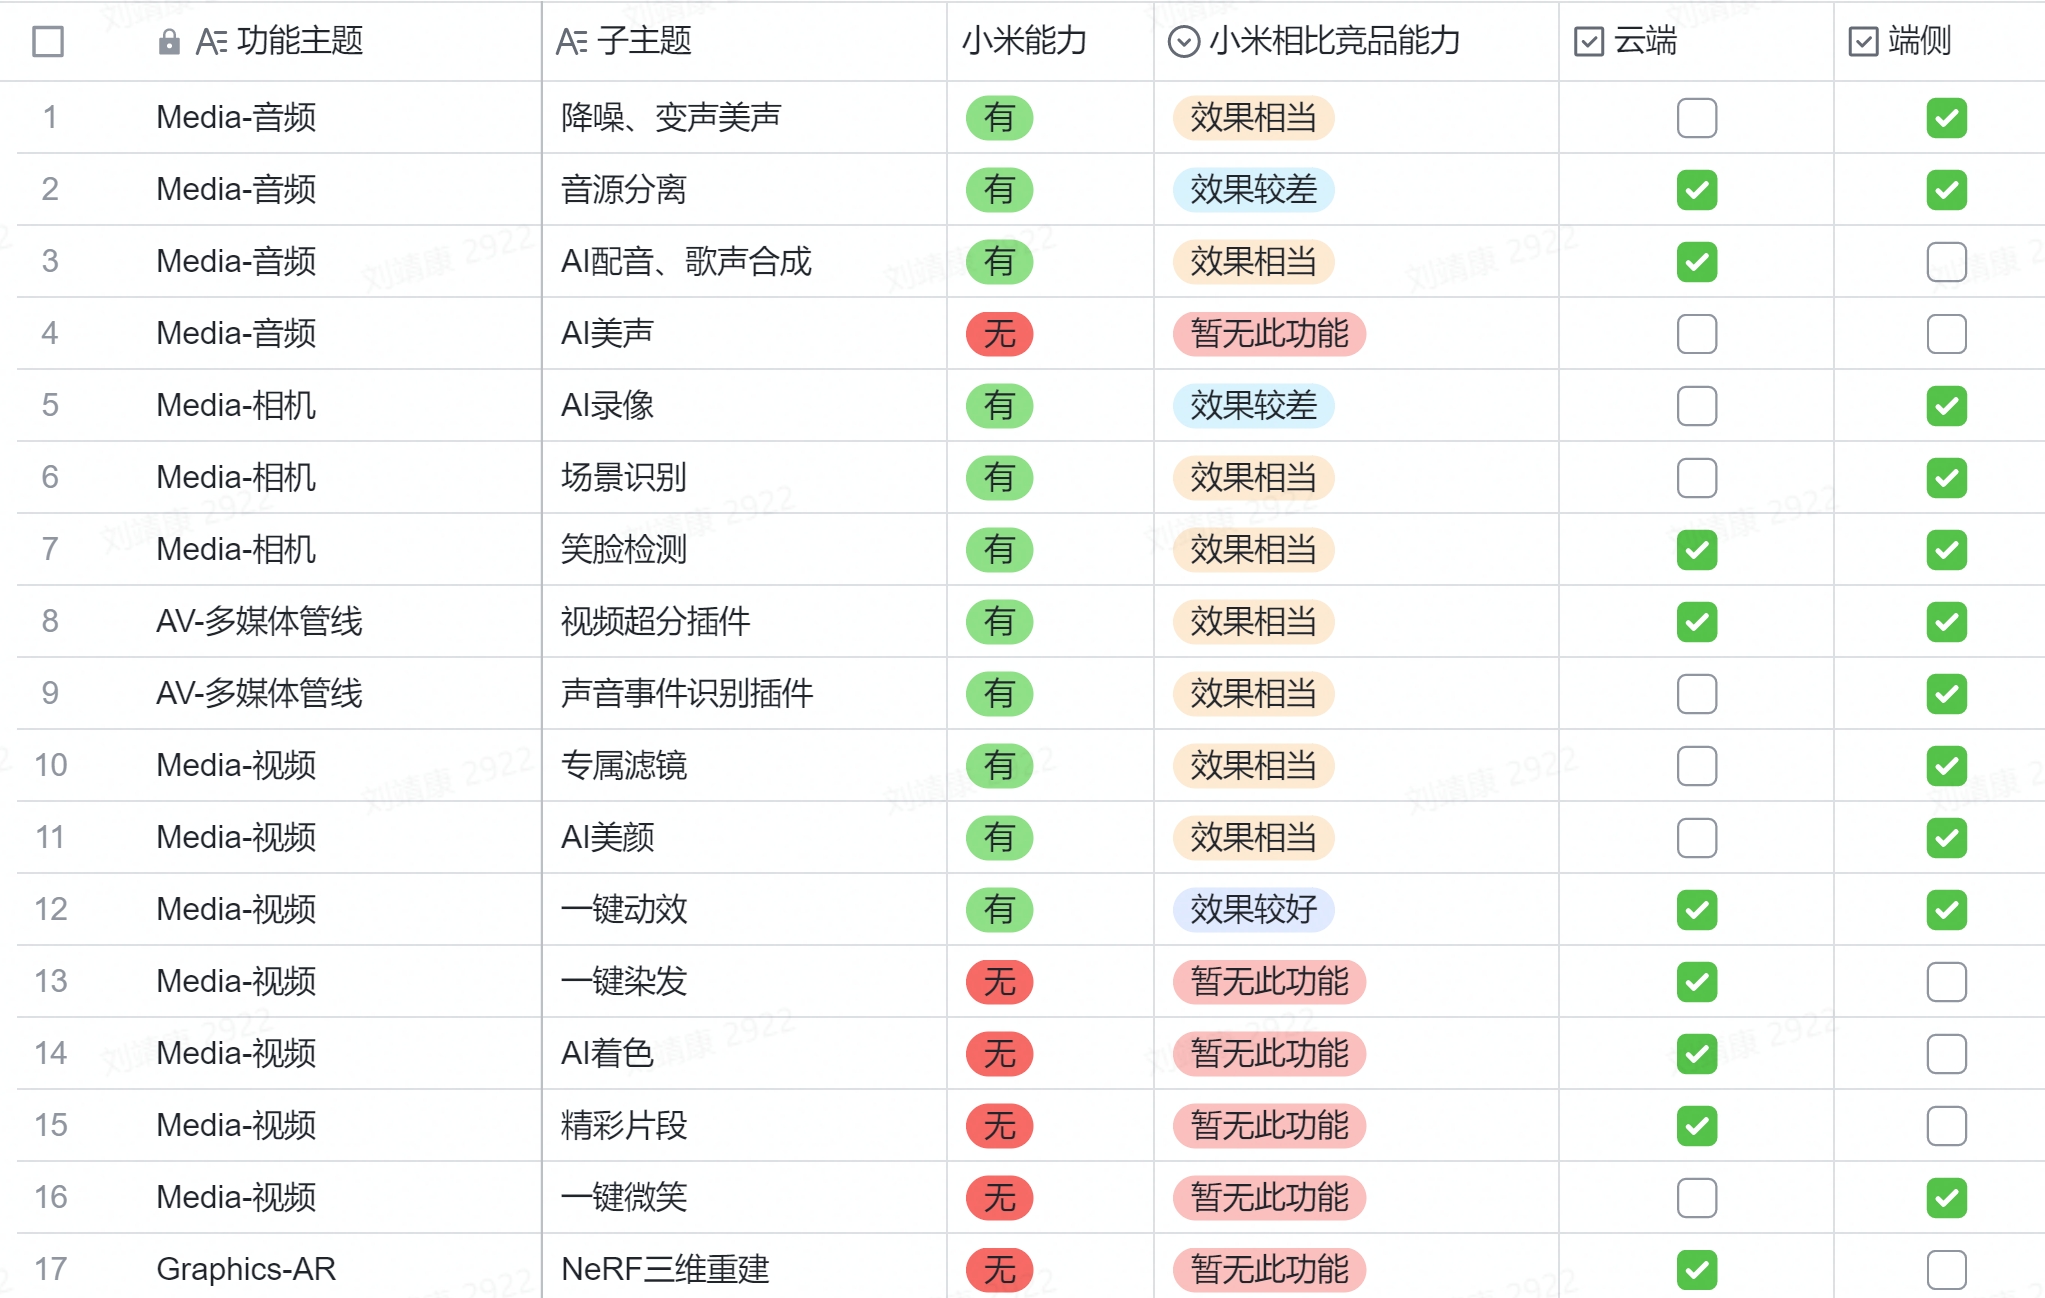 功能主题 子主题 小米能力 小米相比竞品能力 云端 端侧
1 Media-音频 降噪、变声美声 有 效果相当
2 Media-音频 音源分离 有 效果较差
3 Media-音频 AI配音、歌声合成 有 效果相当
4 Media-音频 AI美声 无 暂无此功能
5 Media-相机 AI录像 有 效果较差
6 Media-相机 场景识别 有 效果相当
7 Media-相机 笑脸检测 有 效果相当
8 AV-多媒体管线 视频超分插件 有 效果相当
9 AV-多媒体管线 声音事件识别插件 有 效果相当
10 Media-视频 专属滤镜 有 效果相当
11 Media-视频 AI美颜 有 效果相当
12 Media-视频 一键动效 有 效果较好
13 Media-视频 一键染发 无 暂无此功能
14 Media-视频 AI着色 无 暂无此功能
15 Media-视频 精彩片段 无 暂无此功能
16 Media-视频 一键微笑 无 暂无此功能
17 Graphics-AR NeRF三维重建 无 暂无此功能
刘靖康 2922